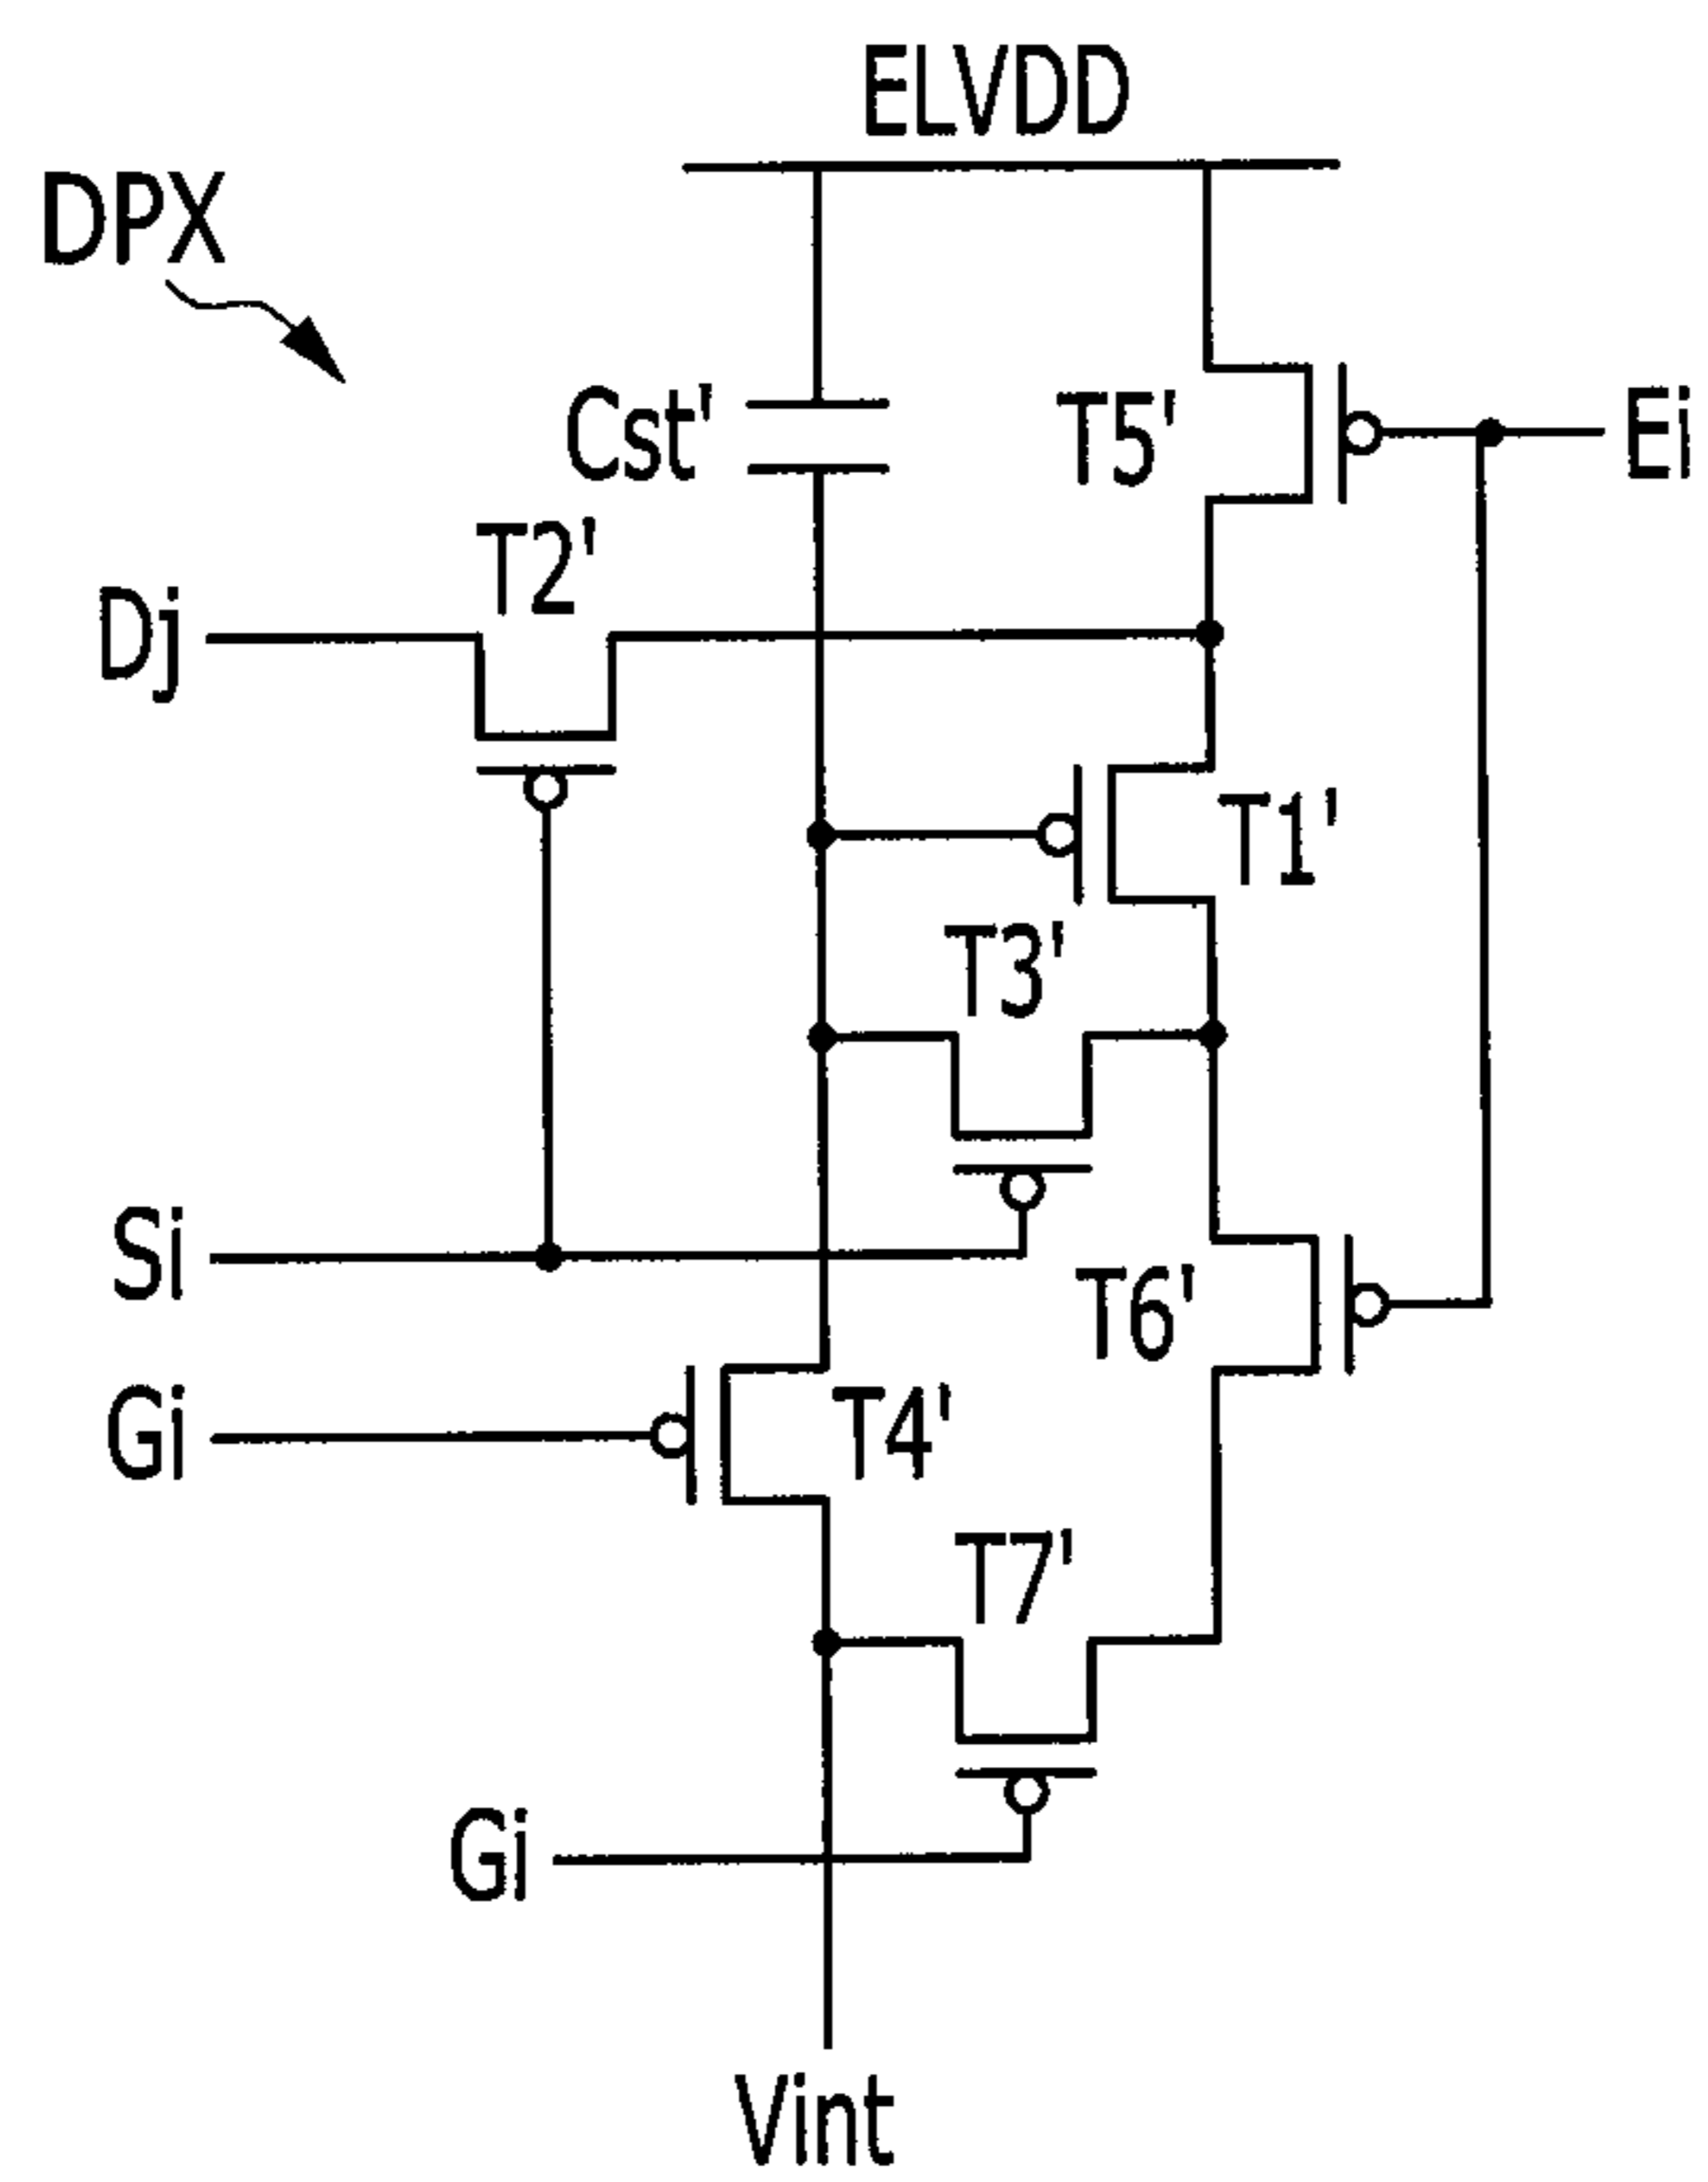 ELVDD
DPX
Cst'
T5'
Ei
T2'
Dj
T1'
T3'
Si
T6'
Gi
T4'
T7'
Gi
Vint